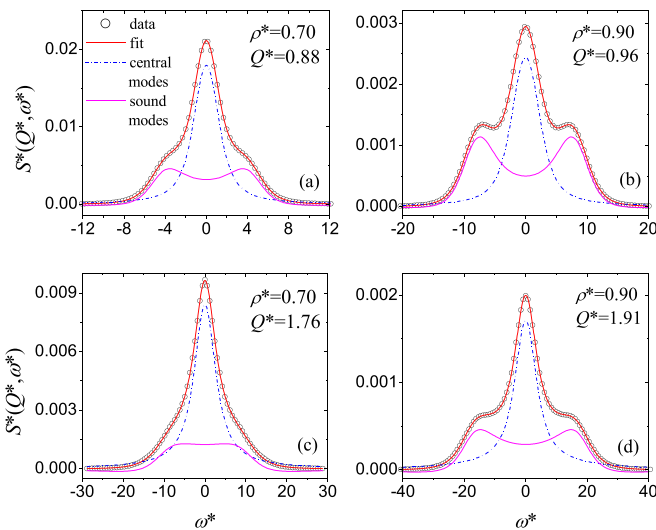 data
fit
central
modes
sound
modes
ρ*=0.70
Q*=0.88
S*(Q*,ω*)
0.02
0.01
0.00
-12 -8 -4 0 4 8 12
(a)
ρ*=0.90
Q*=0.96
0.003
0.002
0.001
0.000
-20 -10 0 10 20
(b)
ρ*=0.70
Q*=1.76
S*(Q*,ω*)
0.009
0.006
0.003
0.000
-30 -20 -10 0 10 20 30
(c)
ω*
ρ*=0.90
Q*=1.91
0.002
0.001
0.000
-40 -20 0 20 40
(d)
ω*